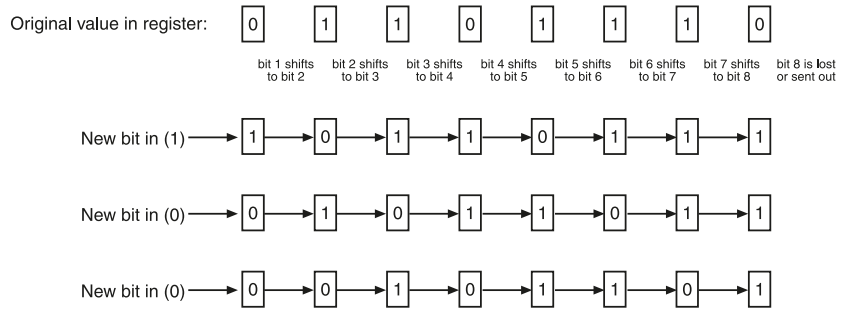 Original value in register: 0 1 1 0 1 1 1 0
bit 1 shifts to bit 2
bit 2 shifts to bit 3
bit 3 shifts to bit 4
bit 4 shifts to bit 5
bit 5 shifts to bit 6
bit 6 shifts to bit 7
bit 7 shifts to bit 8
bit 8 is lost or sent out
New bit in (1) 1 0 1 1 0 1 1 1
New bit in (0) 0 1 0 1 1 0 1 1
New bit in (0) 0 0 1 0 1 1 0 1